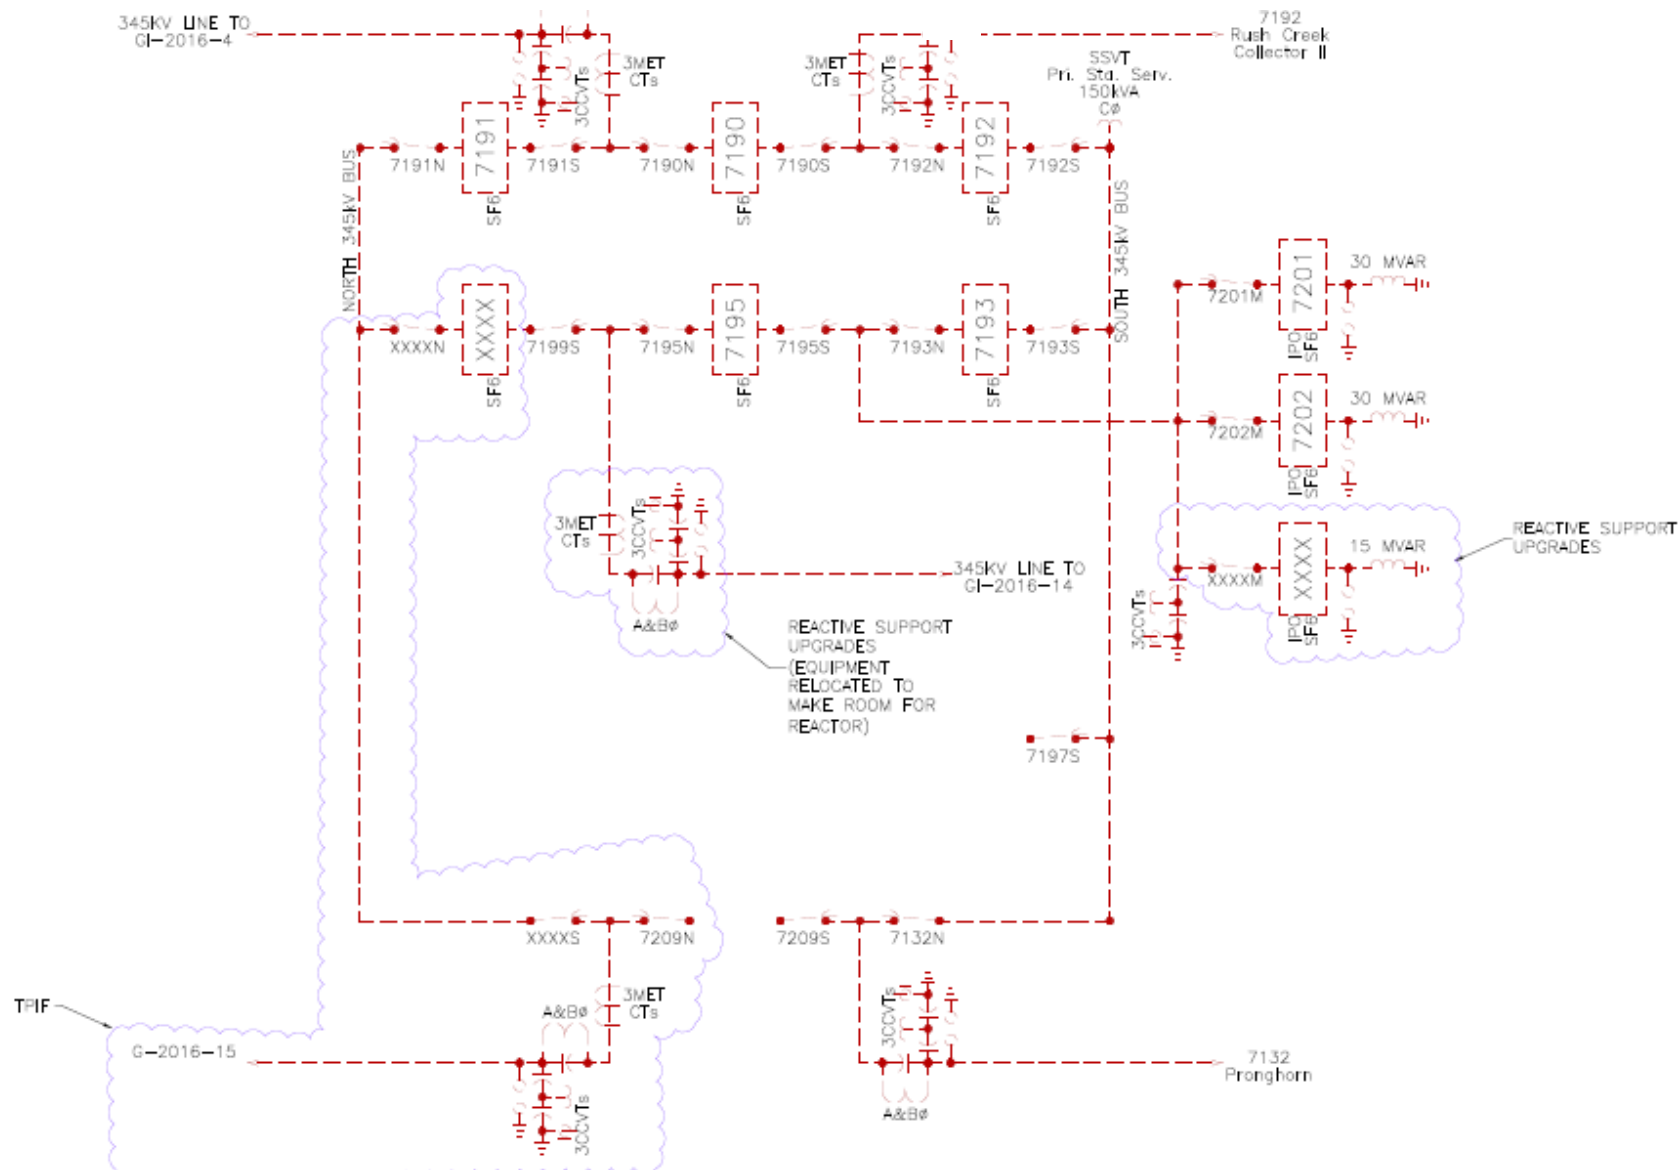 345KV LINE TO
GI-2016-4
3MET
CTs
3CCVTs
3MET
CTs
3CCVTs
SSVT
Pri. Sta. Serv.
150kVA
CØ
7192
Rush Creek
Collector II
7191N
7191
SF6
7191S
7190N
7190
SF6
7190S
7192N
7192
SF6
7192S
NORTH 345kV BUS
SOUTH 345kV BUS
XXXXN
XXXX
SF6
7199S
7195N
7195
SF6
7195S
7193N
7193
SF6
7193S
7201M
7201
IPO
SF6
30 MVAR
7202M
7202
IPO
SF6
30 MVAR
XXXXM
XXXX
IPO
SF6
15 MVAR
3CCVTs
REACTIVE SUPPORT
UPGRADES
3MET
CTs
3CCVTs
A&BØ
345KV LINE TO
GI-2016-14
REACTIVE SUPPORT
UPGRADES
(EQUIPMENT
RELOCATED TO
MAKE ROOM FOR
REACTOR)
7197S
XXXXS
7209N
7209S
7132N
TPIF
G-2016-15
A&BØ
3MET
CTs
3CCVTs
3CCVTs
A&BØ
7132
Pronghorn